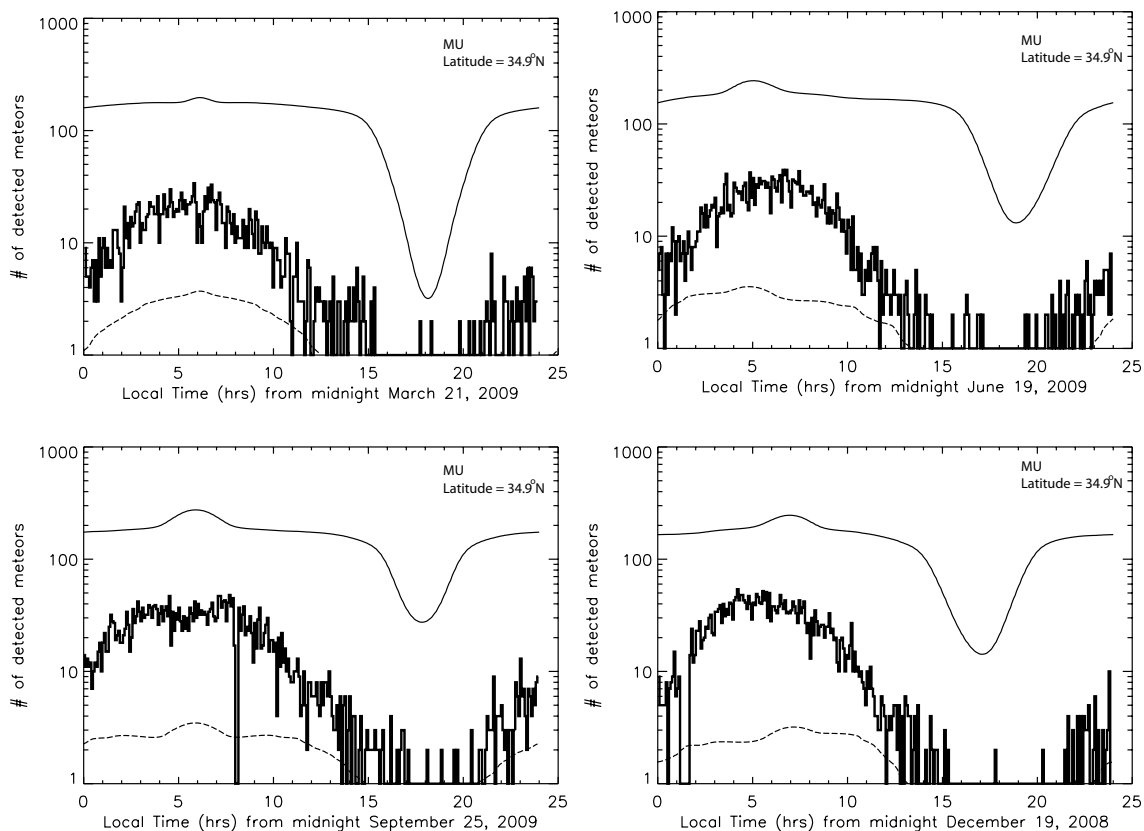 1000
100
10
1
# of detected meteors
MU
Latitude = 34.9°N
0 5 10 15 20 25
Local Time (hrs) from midnight March 21, 2009
1000
100
10
1
# of detected meteors
MU
Latitude = 34.9°N
0 5 10 15 20 25
Local Time (hrs) from midnight June 19, 2009
1000
100
10
1
# of detected meteors
MU
Latitude = 34.9°N
0 5 10 15 20 25
Local Time (hrs) from midnight September 25, 2009
1000
100
10
1
# of detected meteors
MU
Latitude = 34.9°N
0 5 10 15 20 25
Local Time (hrs) from midnight December 19, 2008